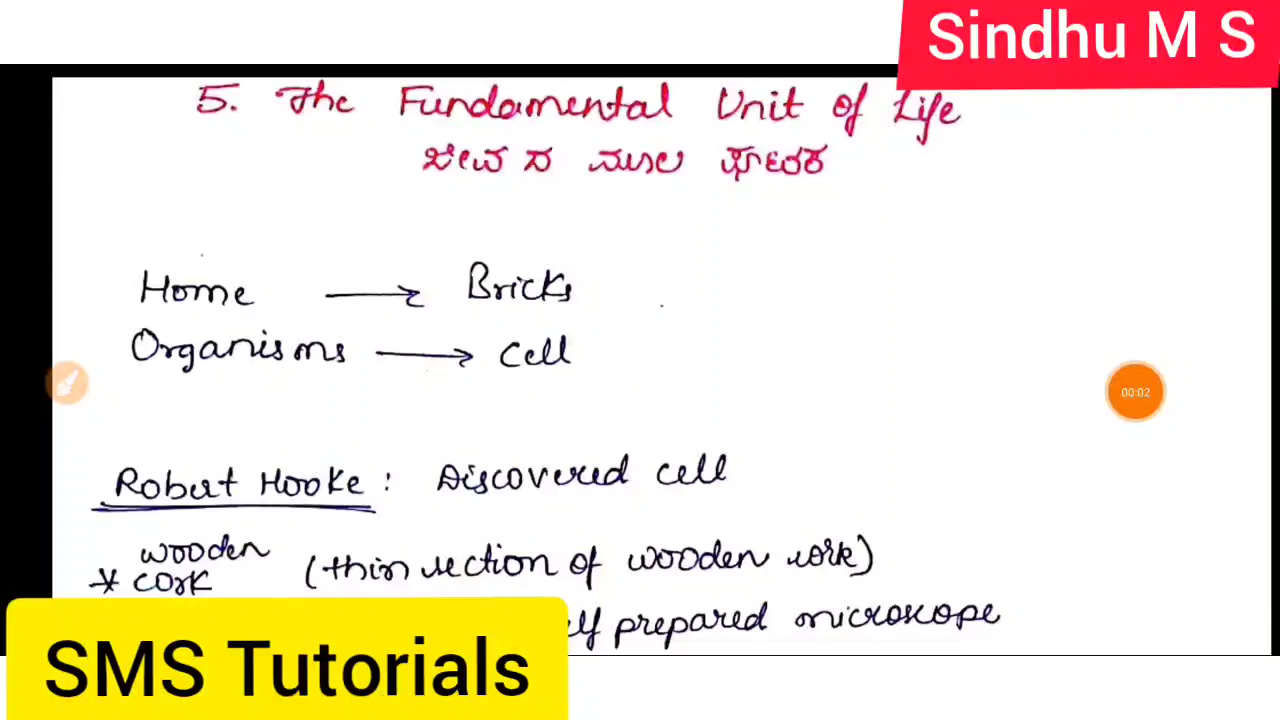 Sindhu M S
5. The Fundamental Unit of Life
ಜೀವ ದ ಮೂಲ ಘಟಕ
Home → Bricks
Organisms → Cell
00:02
Robert Hooke : Discovered cell
wooden
* cork (thin section of wooden cork)
self prepared microscope
SMS Tutorials